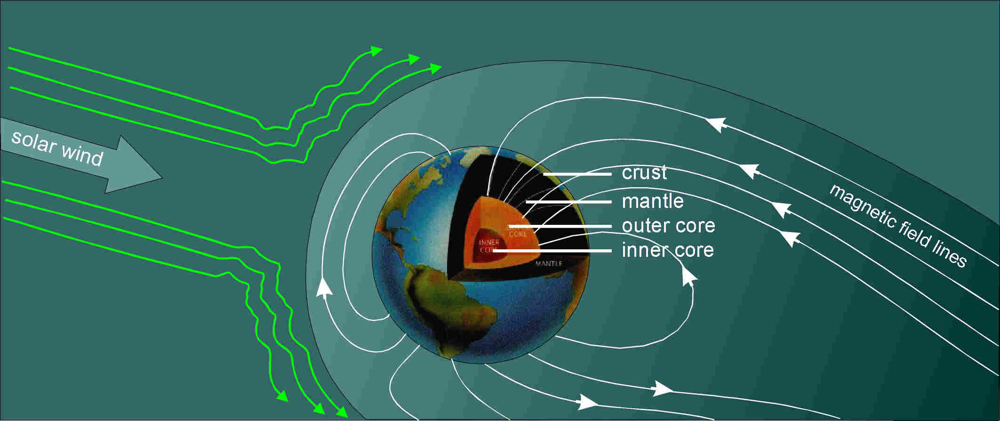 solar wind
crust
mantle
outer core
inner core
magnetic field lines
CORE
INNER
MANTLE